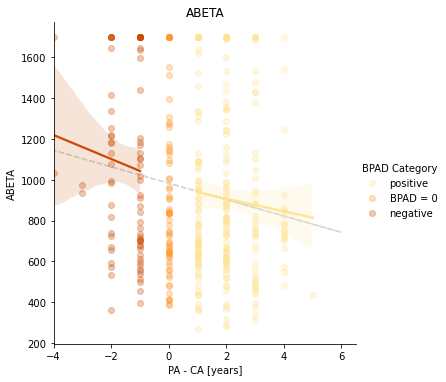 ABETA
1600
1400
1200
1000
800
600
400
200
ABETA
−4
−2
0
2
4
6
PA - CA [years]
BPAD Category
positive
BPAD = 0
negative